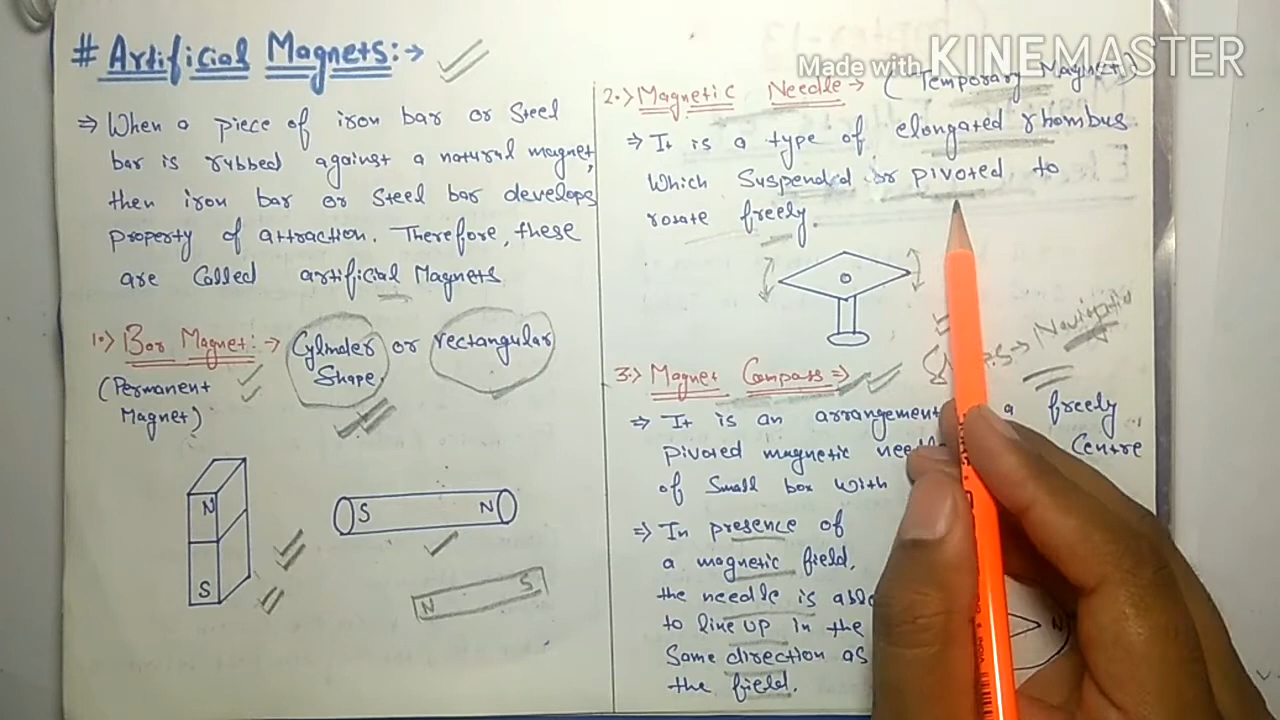 # Artificial Magnets:→
⇒ When a piece of iron bar or Steel
bar is rubbed against a natural magnet,
then iron bar or Steel bar develops
property of attraction. Therefore, these
are Called artificial Magnets.
1.) Bar Magnet:→ Cylinder or rectangular
Shape.
(Permanent
Magnet)
N
S
S N
N S
Made with KINEMASTER
2.) Magnetic Needle→ (Temporary Magnet)
⇒ It is a type of elongated rhombus
Which Suspended or pivoted to
rotate freely.
3.) Magnet Compass⇒
→ Navigatio
⇒ It is an arrangement a freely
pivoted magnetic needle Centre
of Small box With
⇒ In presence of
a magnetic field,
the needle is able
to line up in the
Same direction as
the field.
N